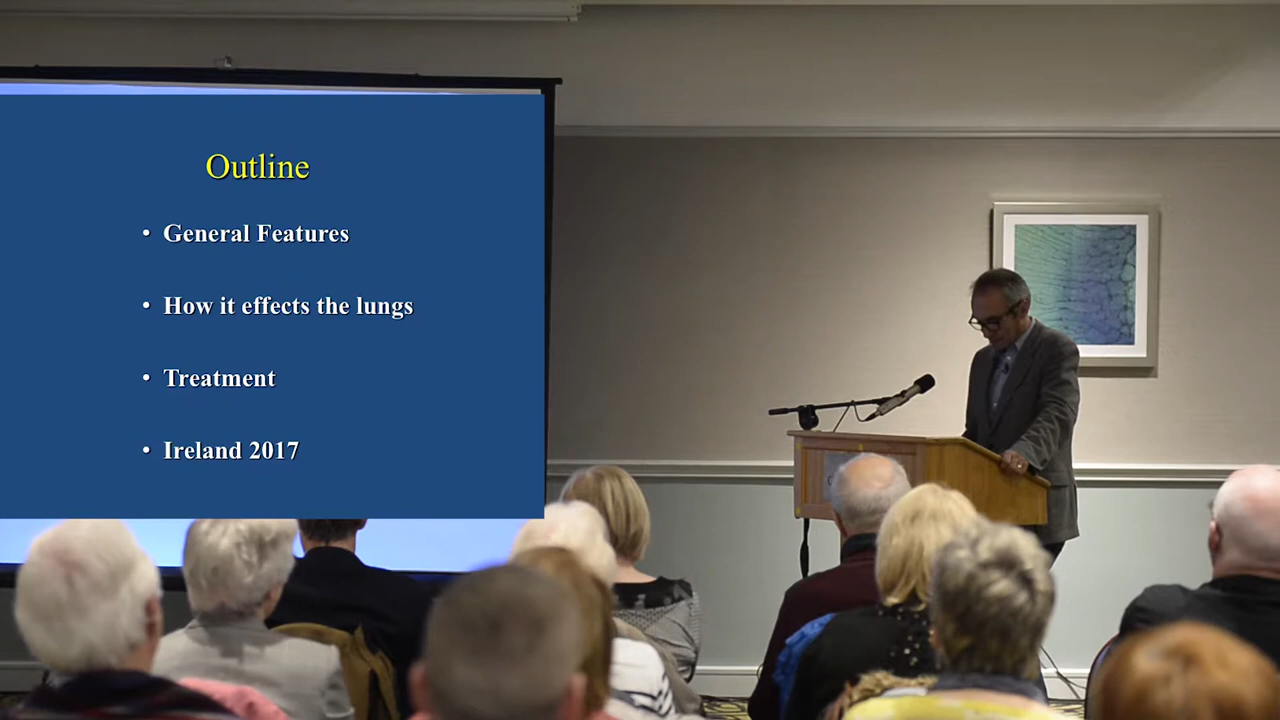 Outline
• General Features
• How it effects the lungs
• Treatment
• Ireland 2017